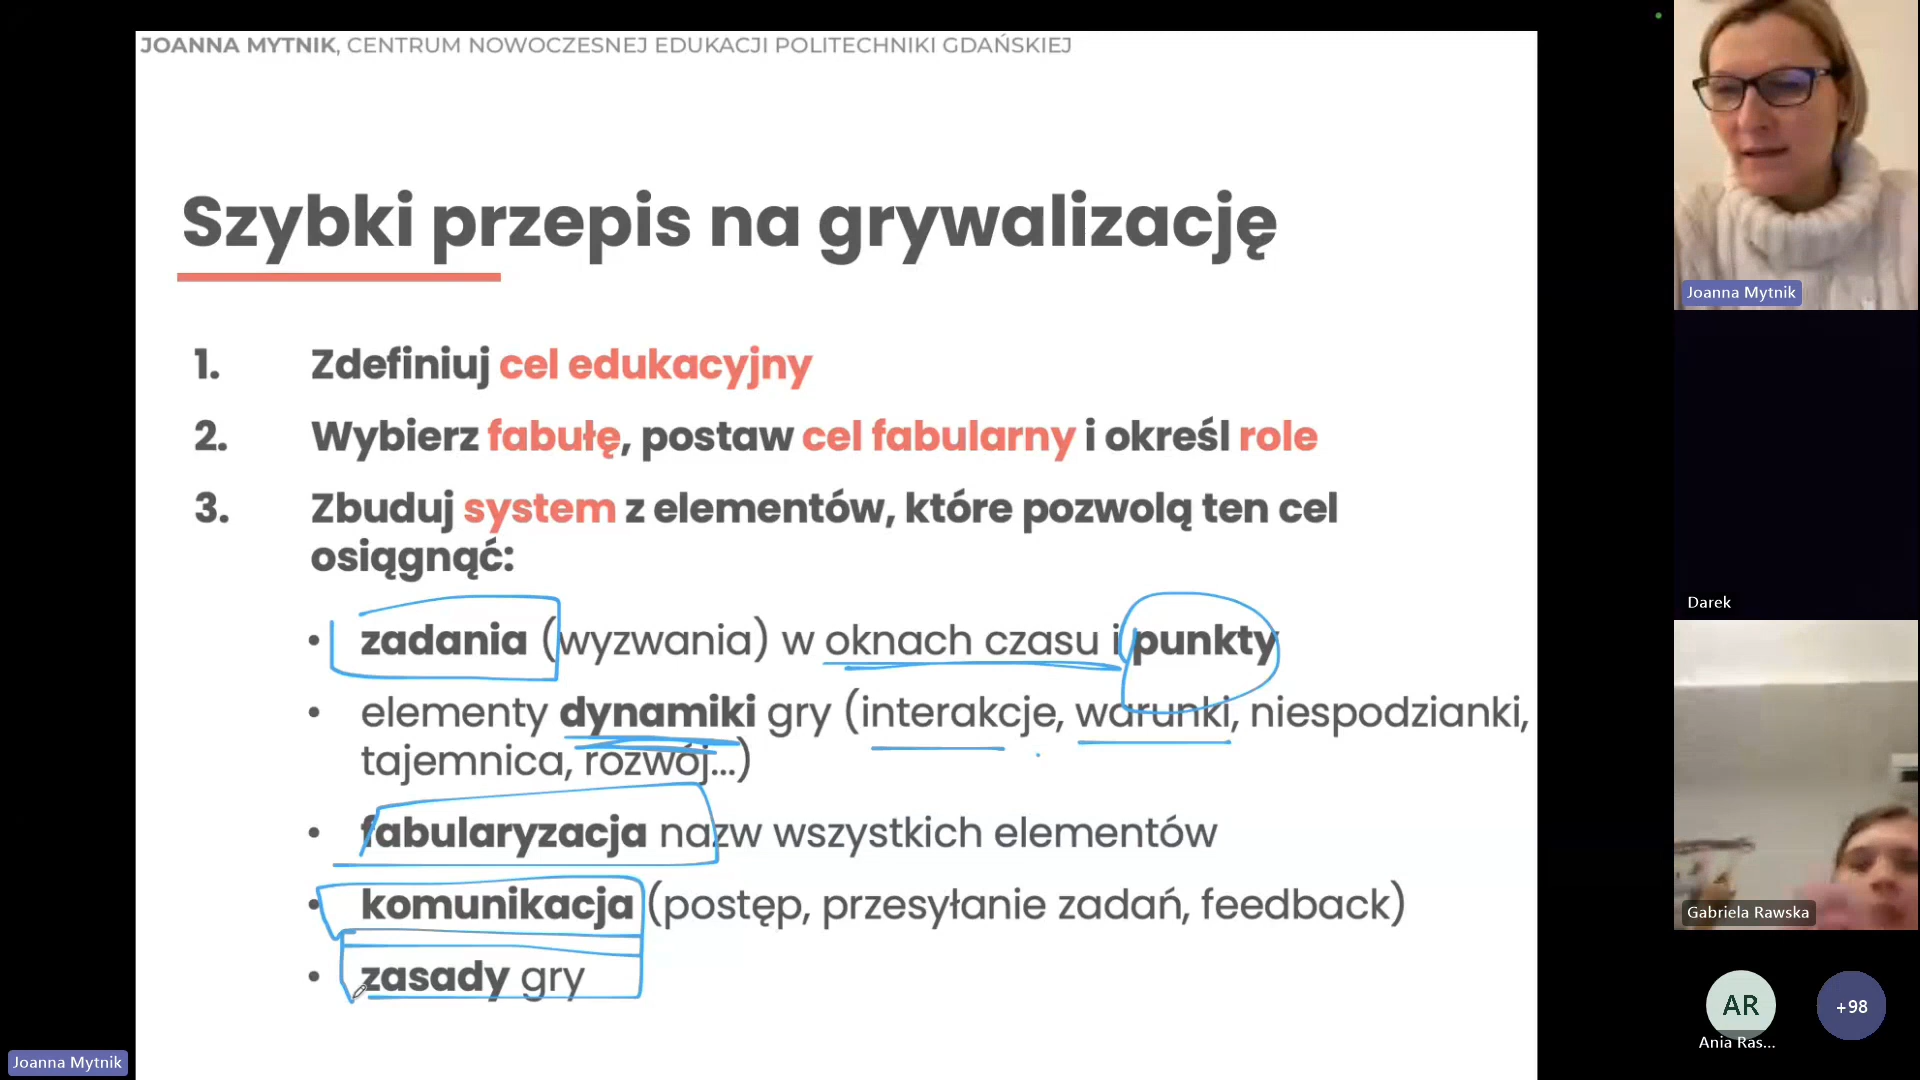 JOANNA MYTNIK, CENTRUM NOWOCZESNEJ EDUKACJI POLITECHNIKI GDAŃSKIEJ
Szybki przepis na grywalizację
1. Zdefiniuj cel edukacyjny
2. Wybierz fabułę, postaw cel fabularny i określ role
3. Zbuduj system z elementów, które pozwolą ten cel
osiągnąć:
• zadania (wyzwania) w oknach czasu i punkty
• elementy dynamiki gry (interakcje, warunki, niespodzianki,
tajemnica, rozwój...)
• fabularyzacja nazw wszystkich elementów
• komunikacja (postęp, przesyłanie zadań, feedback)
• zasady gry
Joanna Mytnik
Joanna Mytnik
Darek
Gabriela Rawska
AR
Ania Ras...
+98